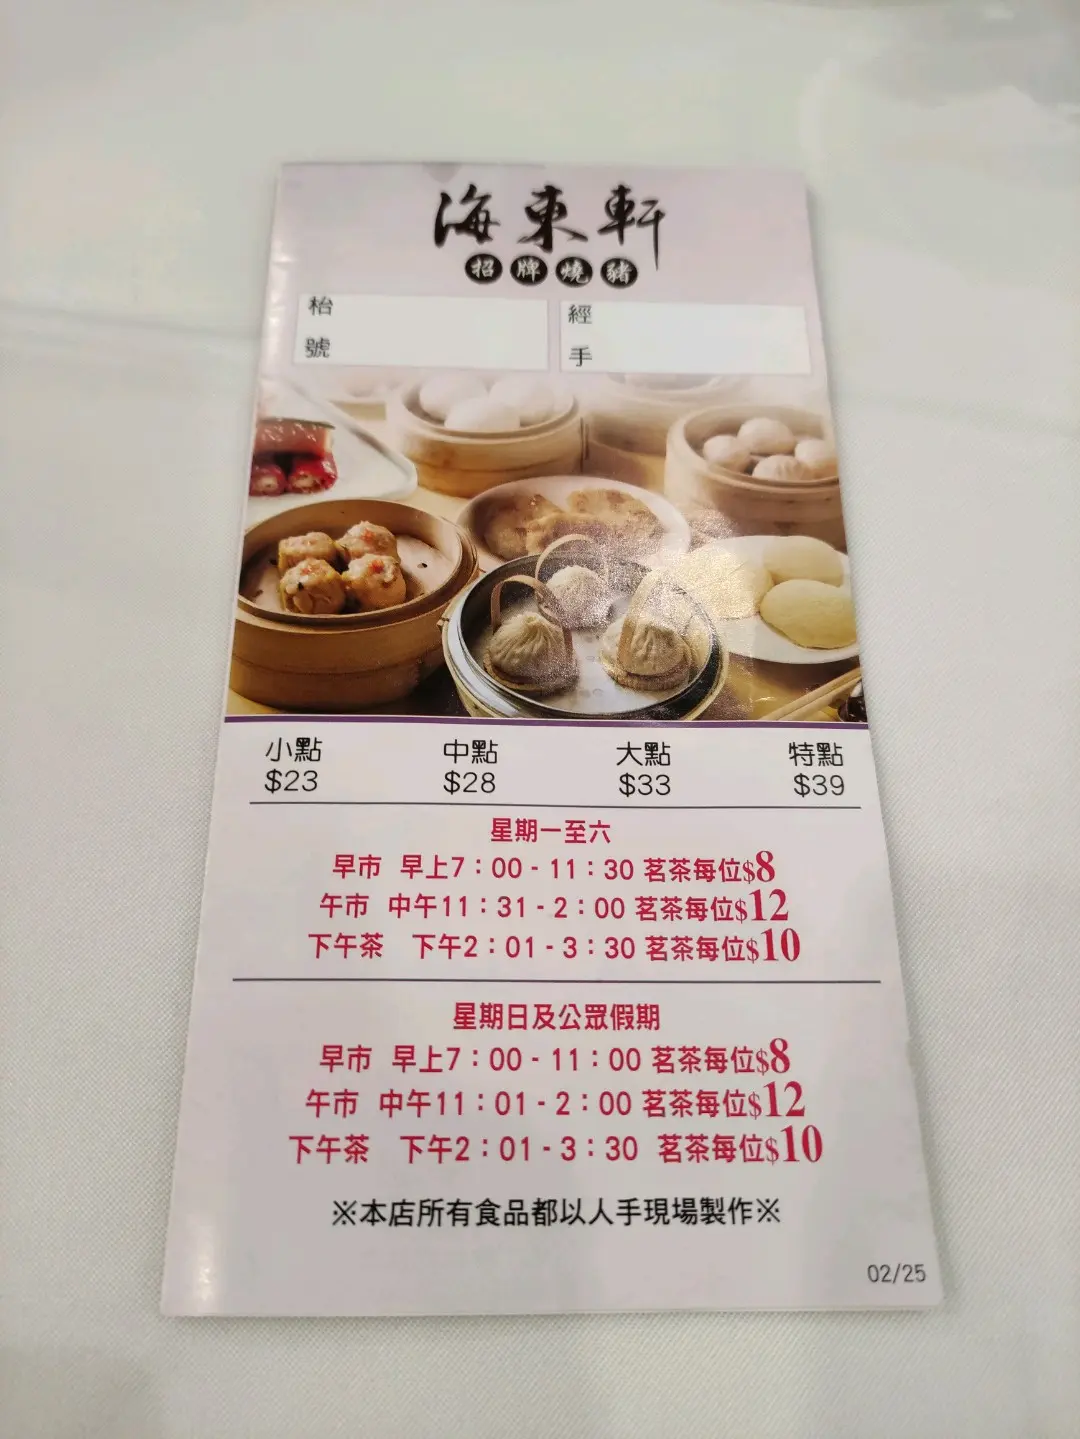 海東軒
招牌燒豬
枱號
經手
小點 中點 大點 特點
$23 $28 $33 $39
星期一至六
早市 早上7：00 - 11：30 茗茶每位$8
午市 中午11：31 - 2：00 茗茶每位$12
下午茶 下午2：01 - 3：30 茗茶每位$10
星期日及公眾假期
早市 早上7：00 - 11：00 茗茶每位$8
午市 中午11：01 - 2：00 茗茶每位$12
下午茶 下午2：01 - 3：30 茗茶每位$10
※本店所有食品都以人手現場製作※
02/25